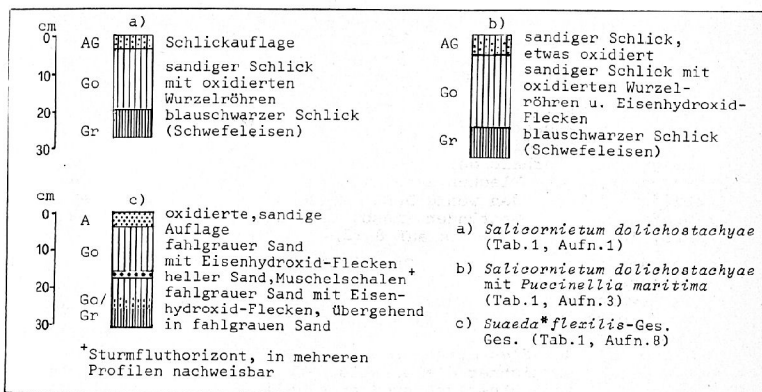 a)
cm
0
10
20
30
AG
Go
Gr
Schlickauflage
sandiger Schlick
mit oxidierten
Wurzelröhren
blauschwarzer Schlick
(Schwefeleisen)
b)
AG
Go
Gr
sandiger Schlick,
etwas oxidiert
sandiger Schlick mit
oxidierten Wurzel-
röhren u. Eisenhydroxid-
Flecken
blauschwarzer Schlick
(Schwefeleisen)
c)
cm
0
10
20
30
A
Go
Go/
Gr
oxidierte,sandige
Auflage
fahlgrauer Sand
mit Eisenhydroxid-Flecken
heller Sand,Muschelschalen+
fahlgrauer Sand mit Eisen-
hydroxid-Flecken, übergehend
in fahlgrauen Sand
+Sturmfluthorizont, in mehreren
Profilen nachweisbar
a) Salicornietum dolichostachyae
(Tab.1, Aufn.1)
b) Salicornietum dolichostachyae
mit Puccinellia maritima
(Tab.1, Aufn.3)
c) Suaeda*flexilis-Ges.
Ges. (Tab.1, Aufn.8)